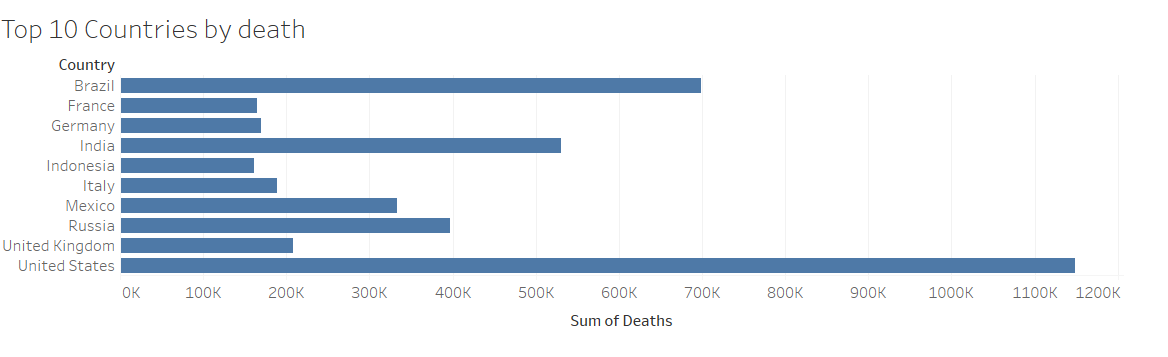 Top 10 Countries by death
Country
Brazil
France
Germany
India
Indonesia
Italy
Mexico
Russia
United Kingdom
United States
0K 100K 200K 300K 400K 500K 600K 700K 800K 900K 1000K 1100K 1200K
Sum of Deaths